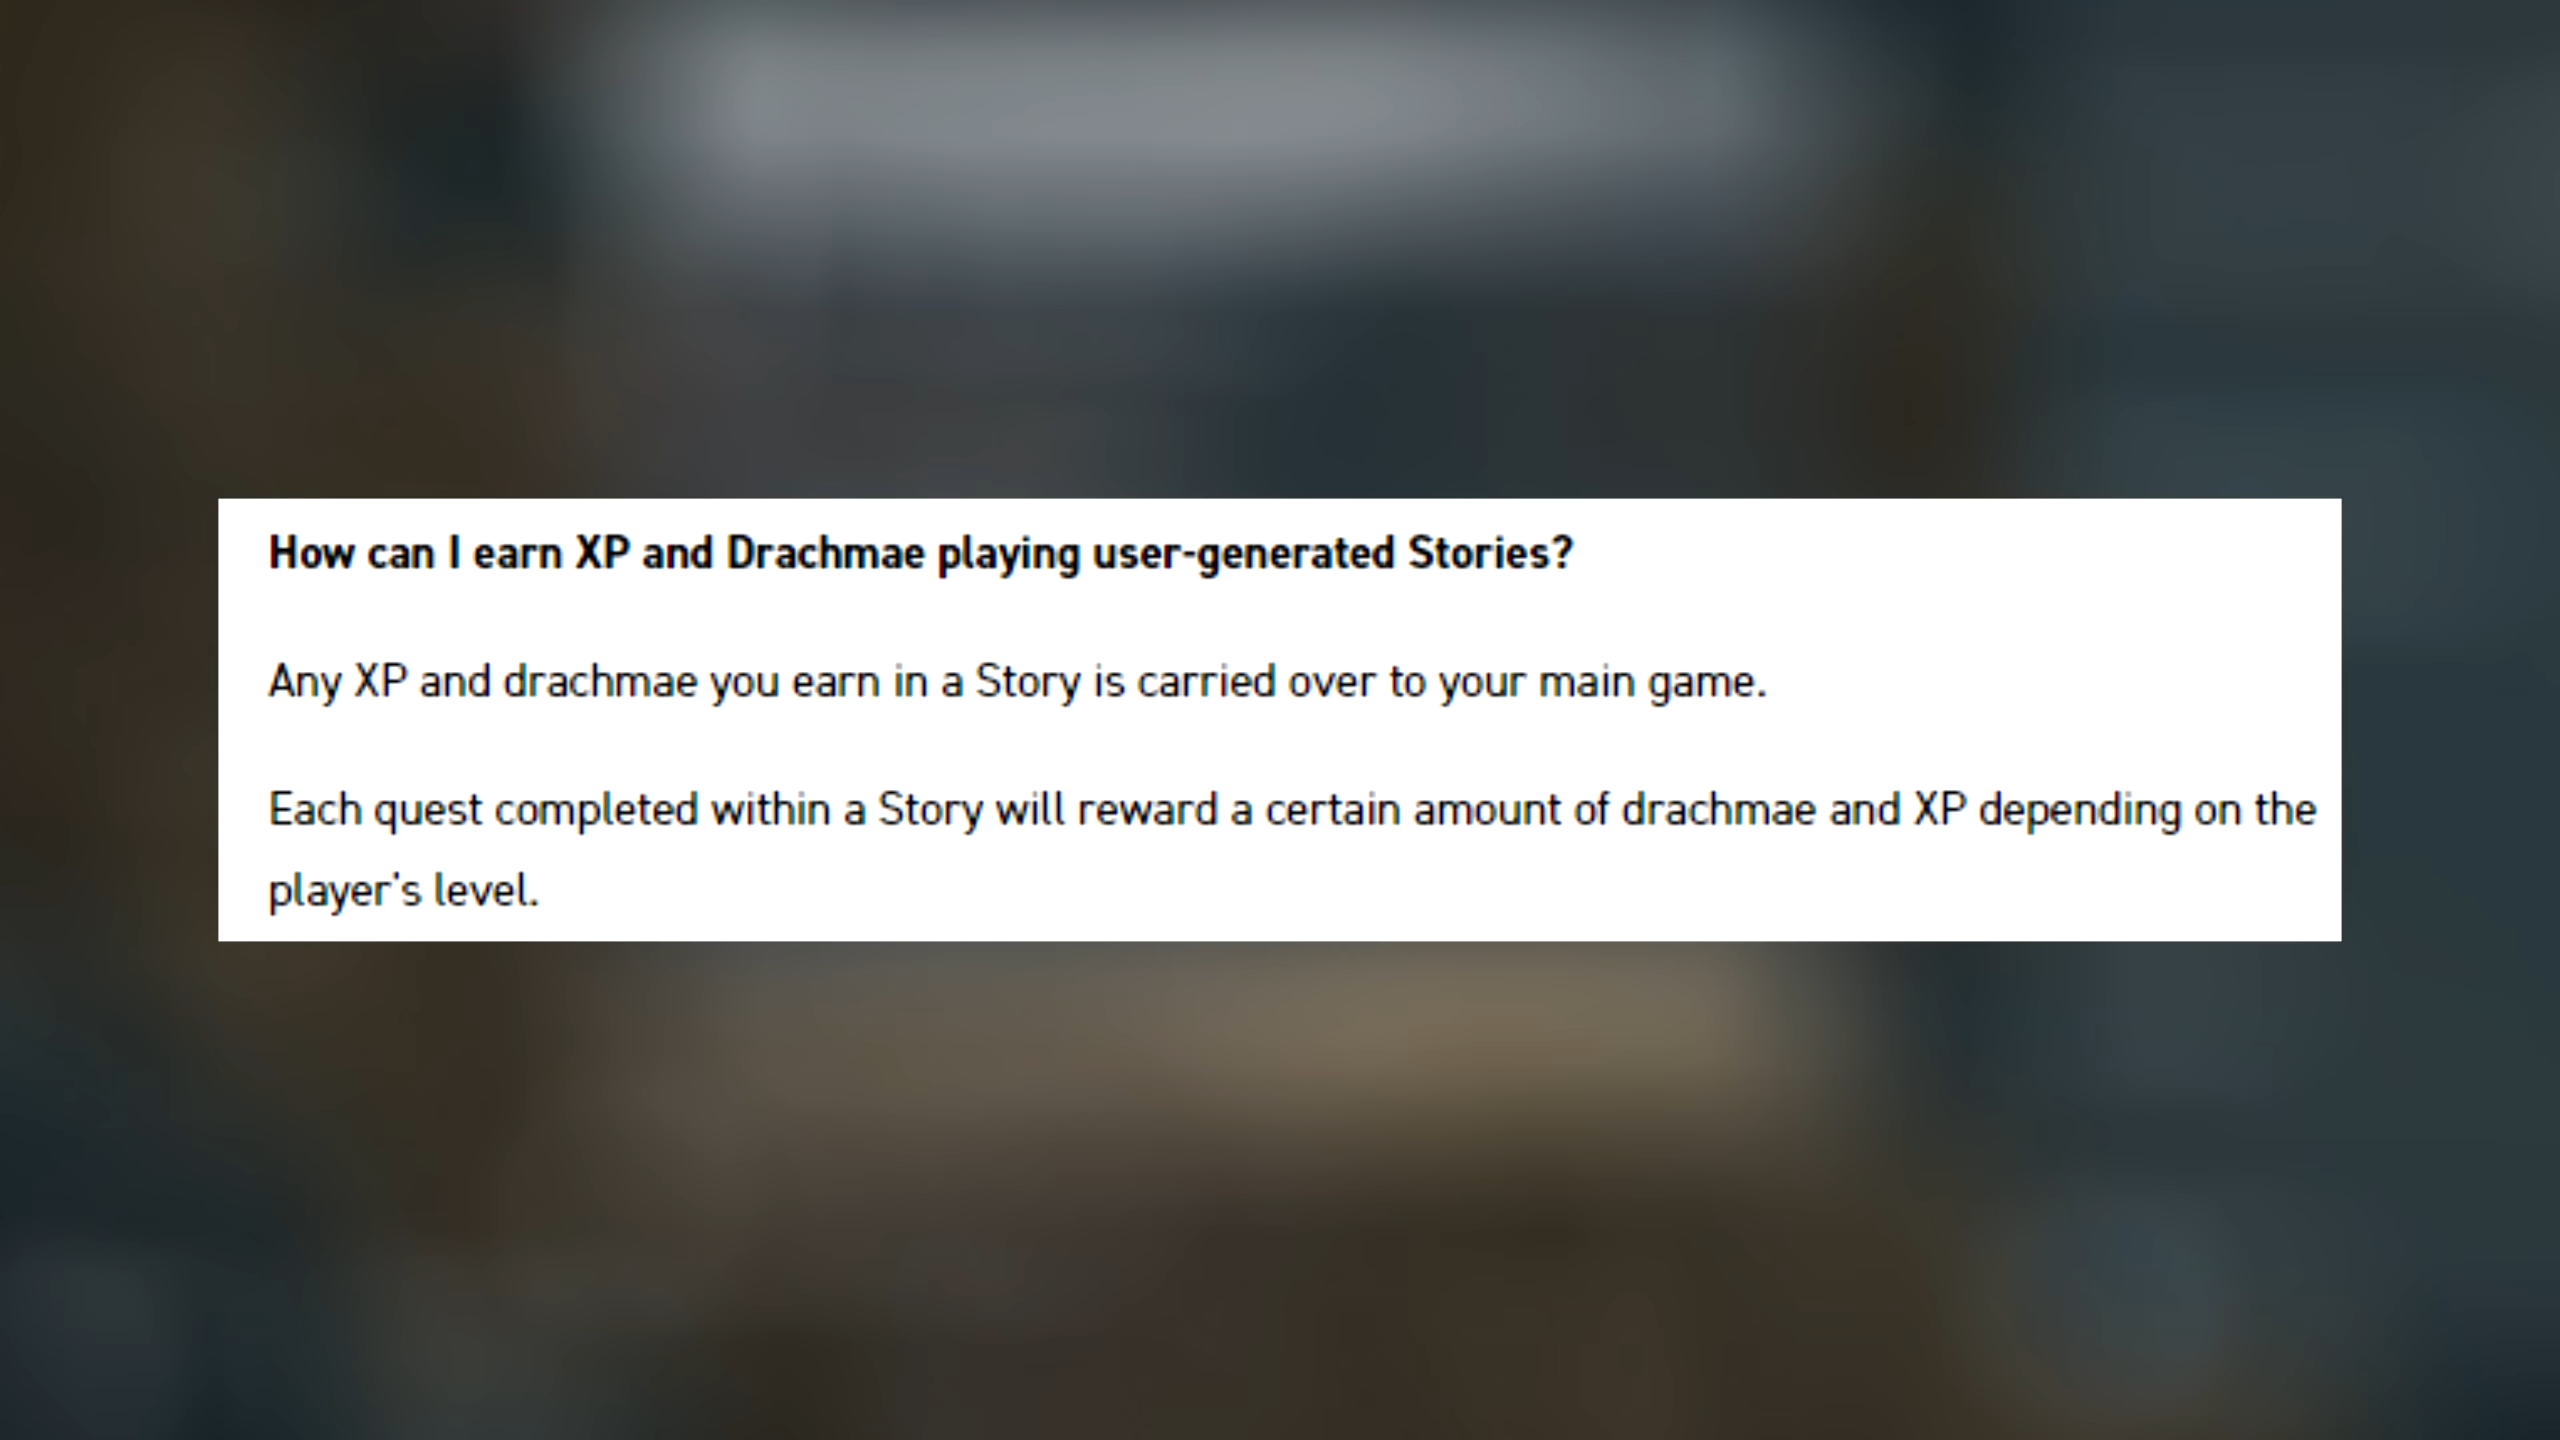 How can I earn XP and Drachmae playing user-generated Stories?
Any XP and drachmae you earn in a Story is carried over to your main game.
Each quest completed within a Story will reward a certain amount of drachmae and XP depending on the
player's level.